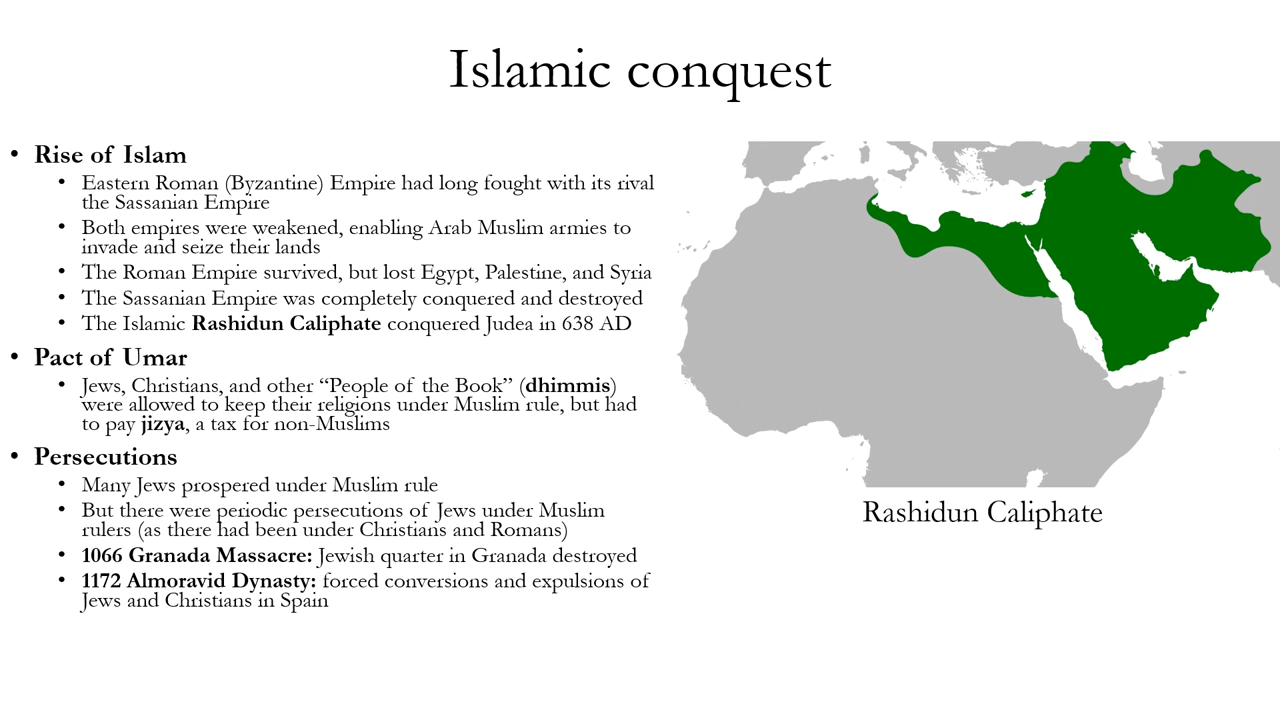 Islamic conquest
• Rise of Islam
• Eastern Roman (Byzantine) Empire had long fought with its rival
the Sassanian Empire
• Both empires were weakened, enabling Arab Muslim armies to
invade and seize their lands
• The Roman Empire survived, but lost Egypt, Palestine, and Syria
• The Sassanian Empire was completely conquered and destroyed
• The Islamic Rashidun Caliphate conquered Judea in 638 AD
• Pact of Umar
• Jews, Christians, and other “People of the Book” (dhimmis)
were allowed to keep their religions under Muslim rule, but had
to pay jizya, a tax for non-Muslims
• Persecutions
• Many Jews prospered under Muslim rule
• But there were periodic persecutions of Jews under Muslim
rulers (as there had been under Christians and Romans)
• 1066 Granada Massacre: Jewish quarter in Granada destroyed
• 1172 Almoravid Dynasty: forced conversions and expulsions of
Jews and Christians in Spain
Rashidun Caliphate